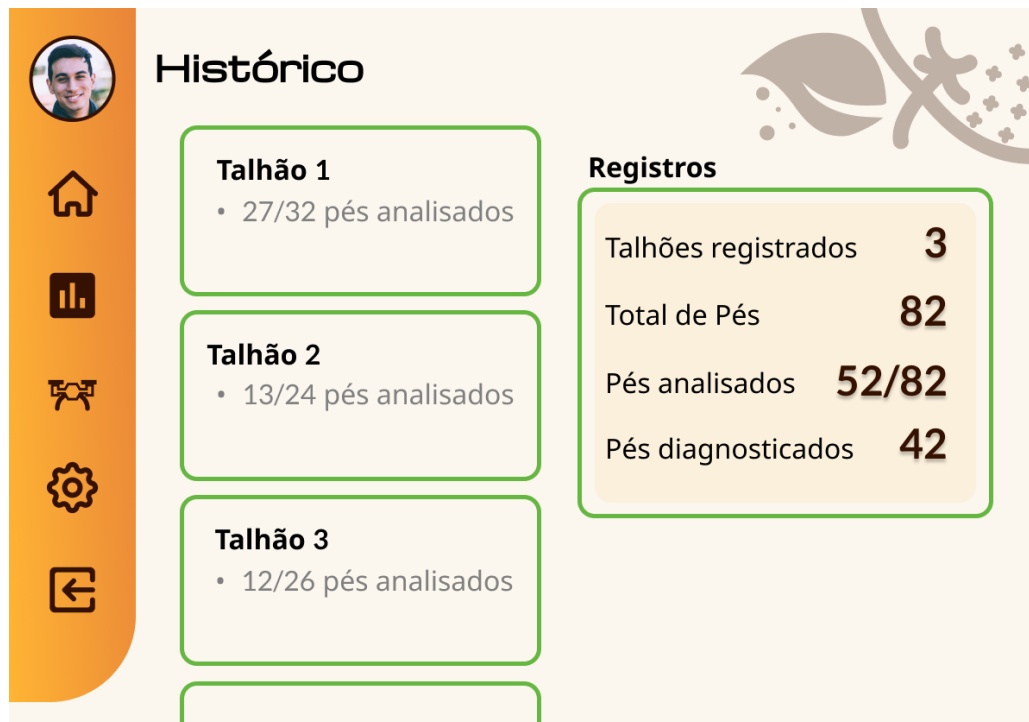 Histórico
Talhão 1
• 27/32 pés analisados
Talhão 2
• 13/24 pés analisados
Talhão 3
• 12/26 pés analisados
Registros
Talhões registrados 3
Total de Pés 82
Pés analisados 52/82
Pés diagnosticados 42